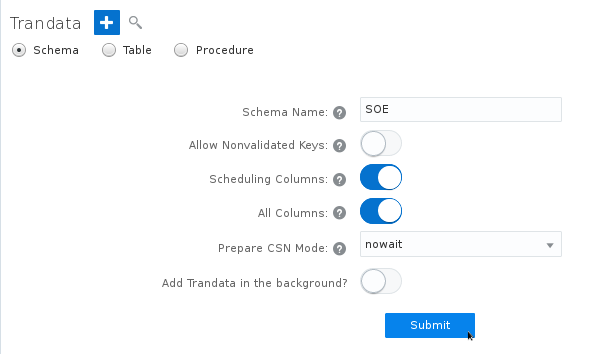 Trandata
Schema Table Procedure
Schema Name: SOE
Allow Nonvalidated Keys:
Scheduling Columns:
All Columns:
Prepare CSN Mode: nowait
Add Trandata in the background?
Submit